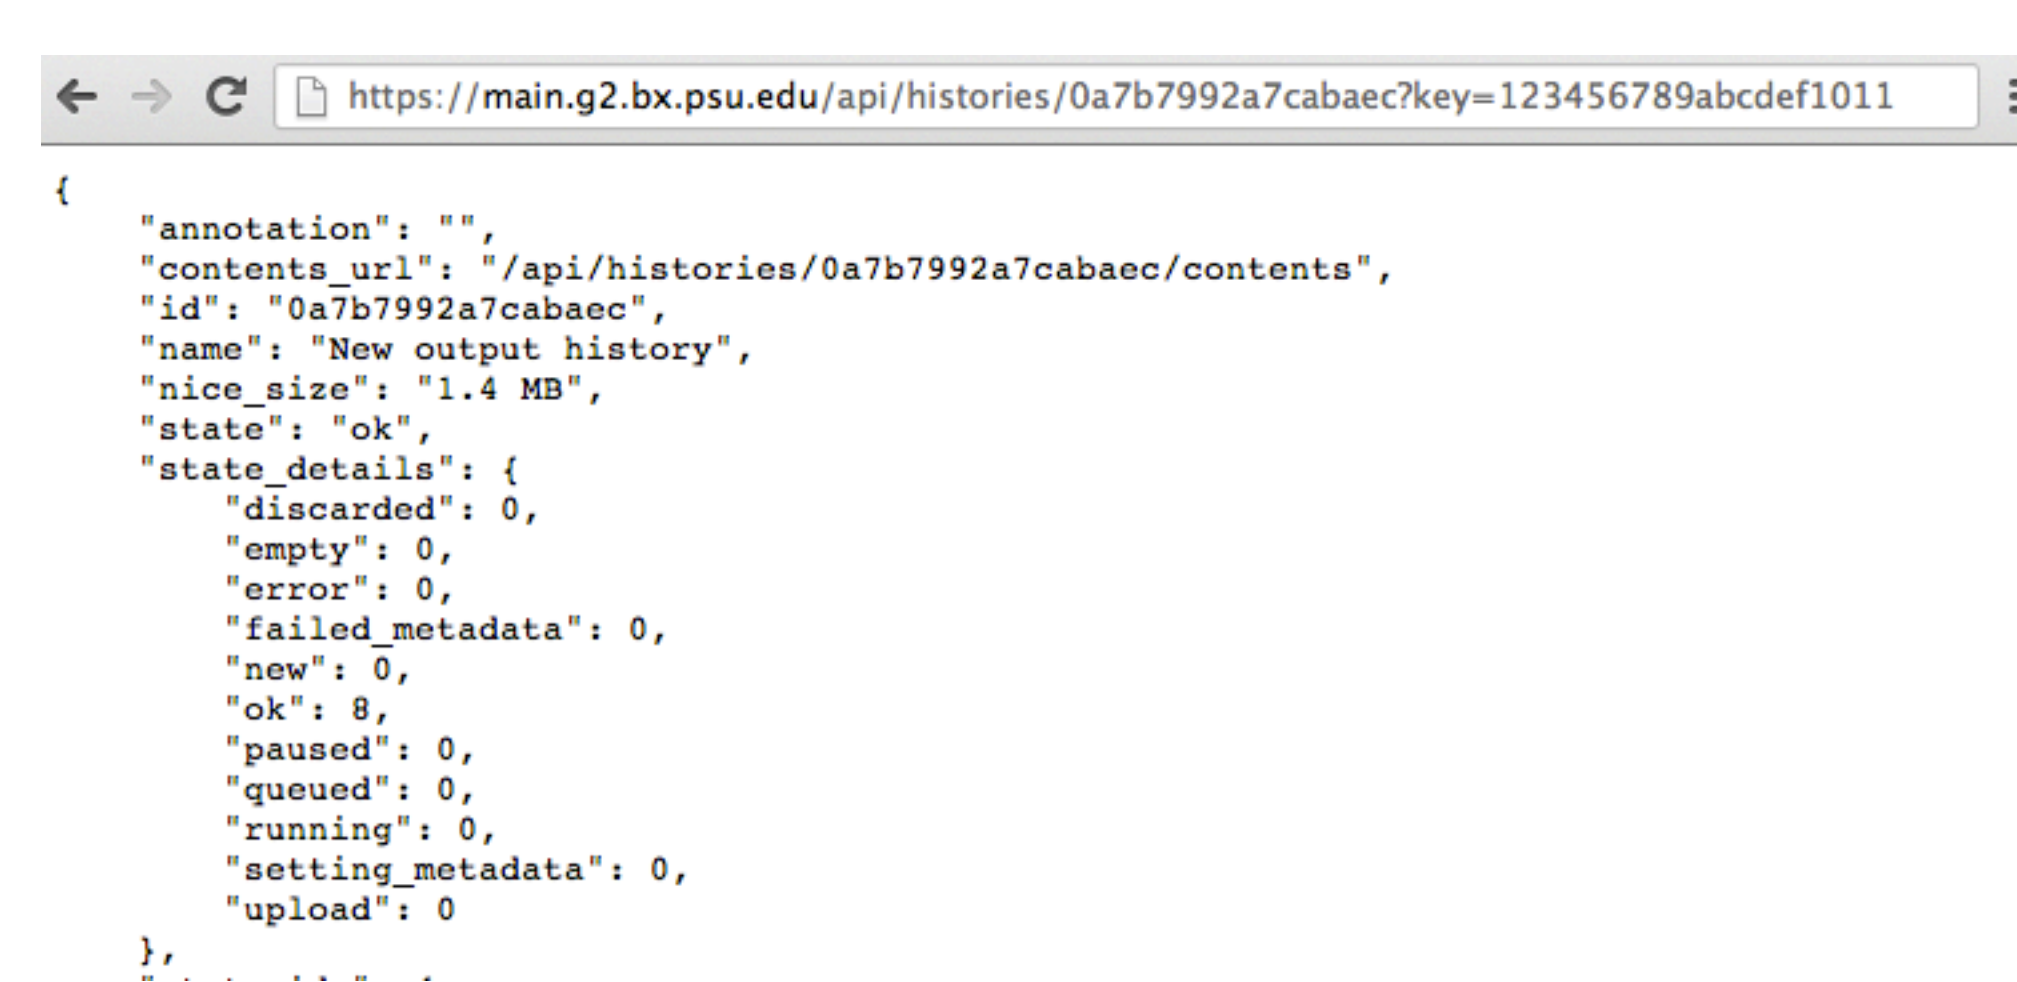 https://main.g2.bx.psu.edu/api/histories/0a7b7992a7cabaec?key=123456789abcdef1011
{
"annotation": "",
"contents_url": "/api/histories/0a7b7992a7cabaec/contents",
"id": "0a7b7992a7cabaec",
"name": "New output history",
"nice_size": "1.4 MB",
"state": "ok",
"state_details": {
"discarded": 0,
"empty": 0,
"error": 0,
"failed_metadata": 0,
"new": 0,
"ok": 8,
"paused": 0,
"queued": 0,
"running": 0,
"setting_metadata": 0,
"upload": 0
},